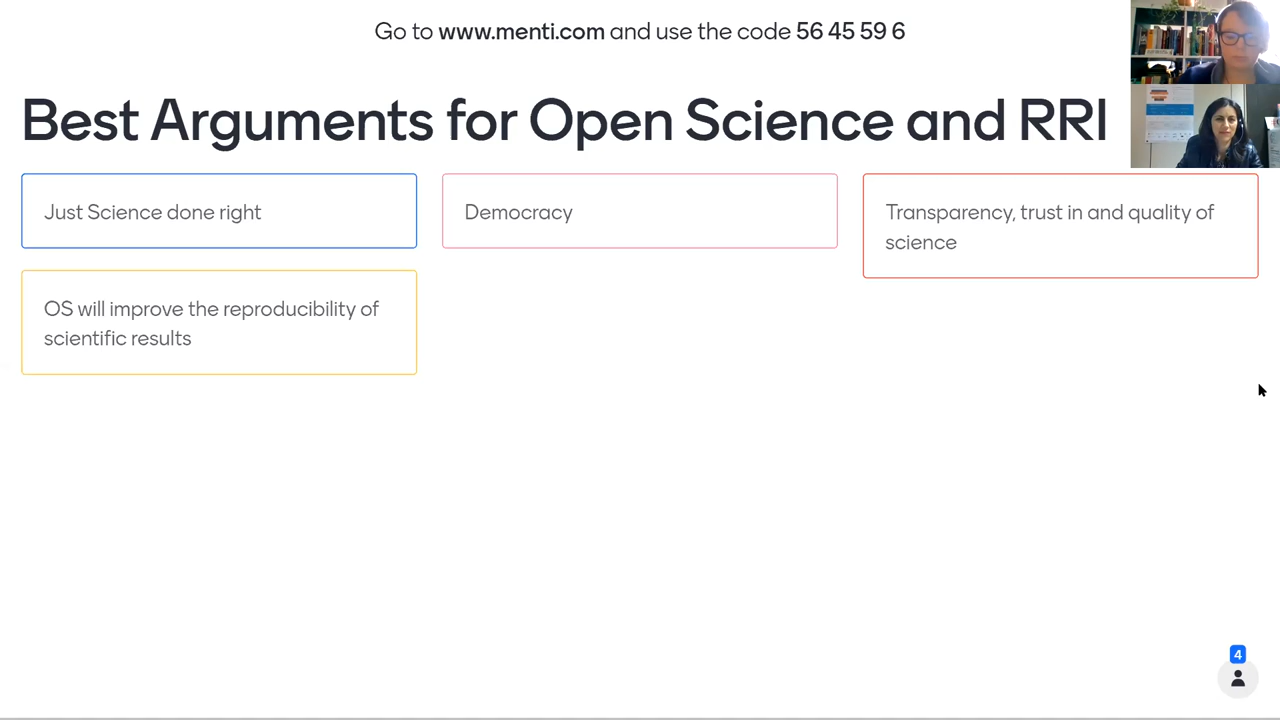 Go to www.menti.com and use the code 56 45 59 6
Best Arguments for Open Science and RRI
Just Science done right
Democracy
Transparency, trust in and quality of
science
OS will improve the reproducibility of
scientific results
4